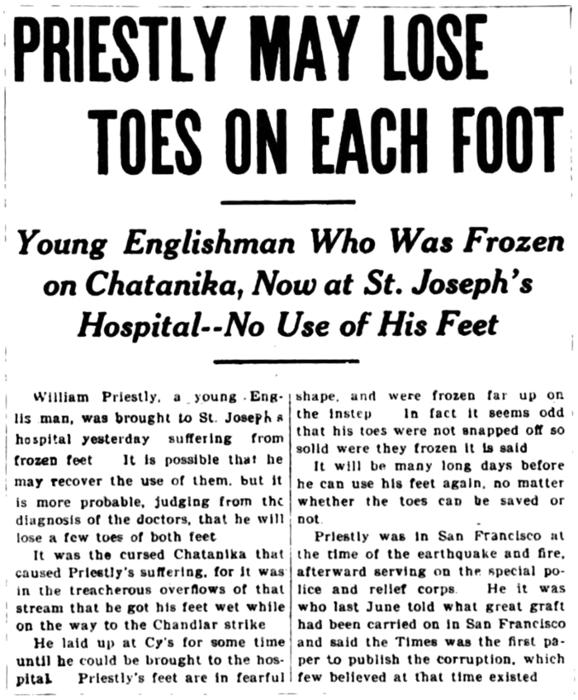 PRIESTLY MAY LOSE
TOES ON EACH FOOT
Young Englishman Who Was Frozen
on Chatanika, Now at St. Joseph's
Hospital--No Use of His Feet
William Priestly, a young Eng-
lis man, was brought to St. Joseph s
hospital yesterday suffering from
frozen feet It is possible that he
may recover the use of them, but it
is more probable, judging from the
diagnosis of the doctors, that he will
lose a few toes of both feet
It was the cursed Chatanika that
caused Priestly's suffering, for it was
in the treacherous overflows of that
stream that he got his feet wet while
on the way to the Chandlar strike
He laid up at Cy's for some time
until he could be brought to the hos-
pital Priestly's feet are in fearful
shape, and were frozen far up on
the instep In fact it seems odd
that his toes were not snapped off so
solid were they frozen it is said
It will be many long days before
he can use his feet again, no matter
whether the toes can be saved or
not.
Priestly was in San Francisco at
the time of the earthquake and fire,
afterward serving on the special po-
lice and relief corps. He it was
who last June told what great graft
had been carried on in San Francisco
and said the Times was the first pa-
per to publish the corruption, which
few believed at that time existed